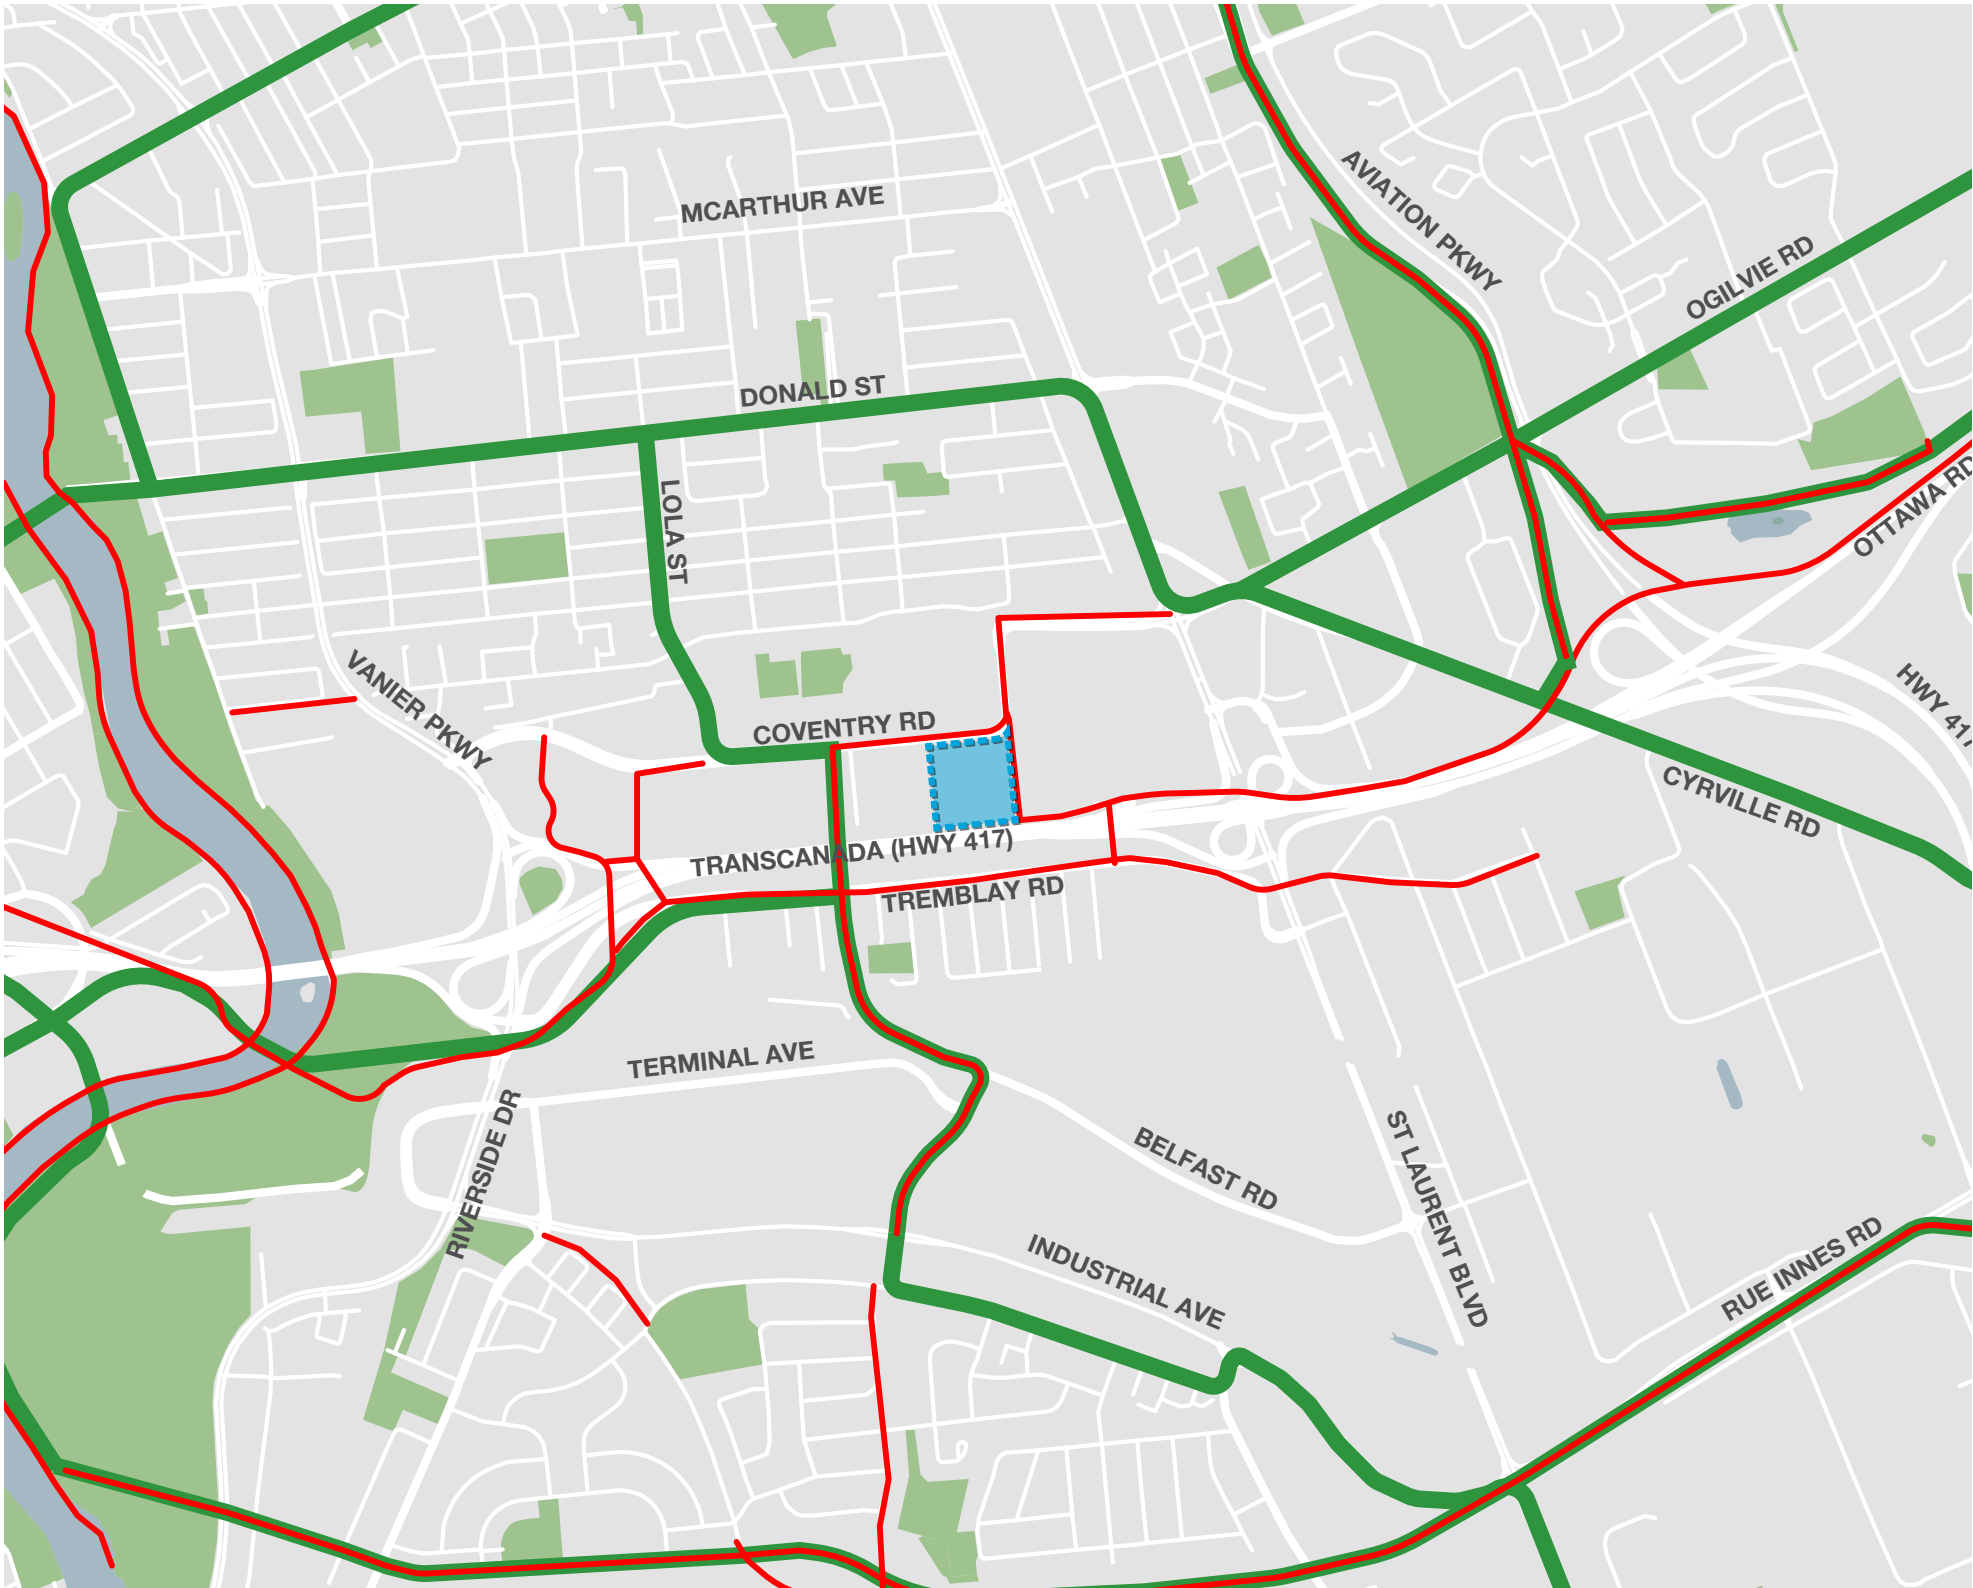 AVIATION PKWY
MCARTHUR AVE
OGILVIE RD
DONALD ST
LOLA ST
OTTAWA RD
VANIER PKWY
HWY 417
COVENTRY RD
CYRVILLE RD
TRANSCANADA (HWY 417)
TREMBLAY RD
TERMINAL AVE
RIVERSIDE DR
BELFAST RD
ST LAURENT BLVD
INDUSTRIAL AVE
RUE INNES RD